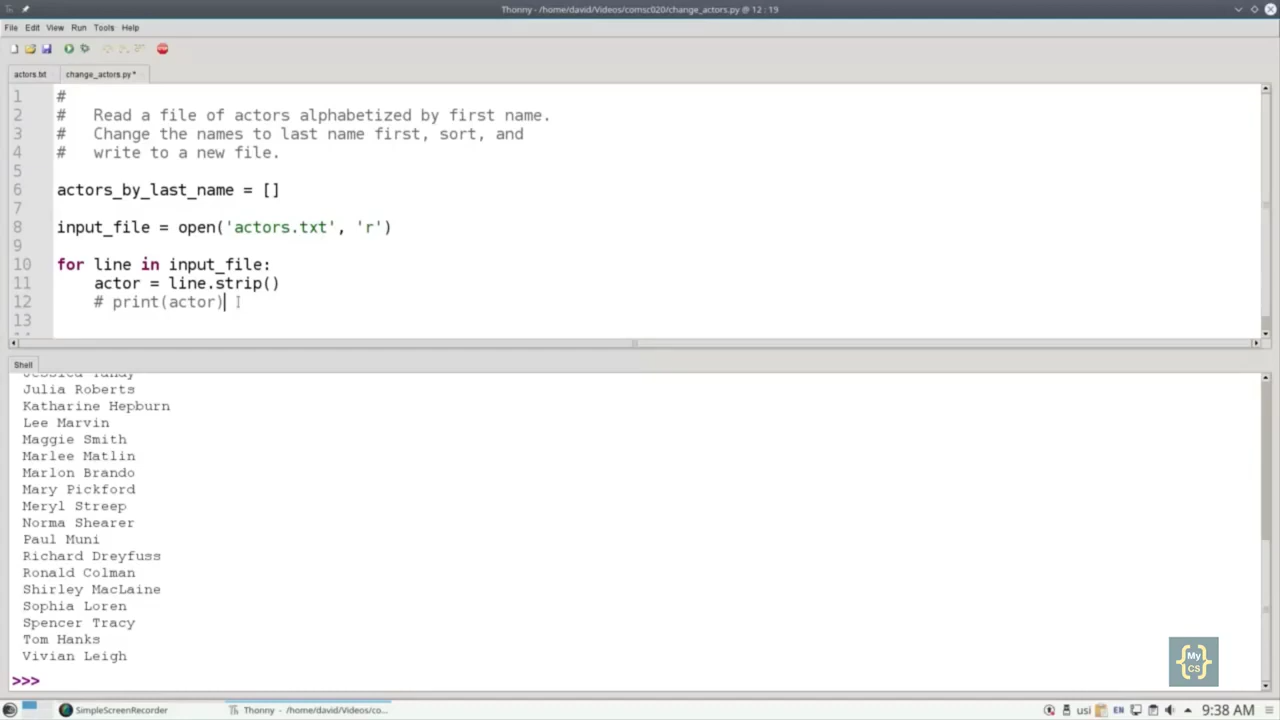 Thonny - /home/david/Videos/comsc020/change_actors.py @ 12 : 19
File Edit View Run Tools Help
actors.txt
change_actors.py *
1 #
2 #   Read a file of actors alphabetized by first name.
3 #   Change the names to last name first, sort, and
4 #   write to a new file.
5
6 actors_by_last_name = []
7
8 input_file = open('actors.txt', 'r')
9
10 for line in input_file:
11     actor = line.strip()
12     # print(actor)
13
Shell
Jessica Tandy
Julia Roberts
Katharine Hepburn
Lee Marvin
Maggie Smith
Marlee Matlin
Marlon Brando
Mary Pickford
Meryl Streep
Norma Shearer
Paul Muni
Richard Dreyfuss
Ronald Colman
Shirley MacLaine
Sophia Loren
Spencer Tracy
Tom Hanks
Vivian Leigh
>>>
{My CS}
SimpleScreenRecorder
Thonny - /home/david/Videos/co...
usi
EN
9:38 AM